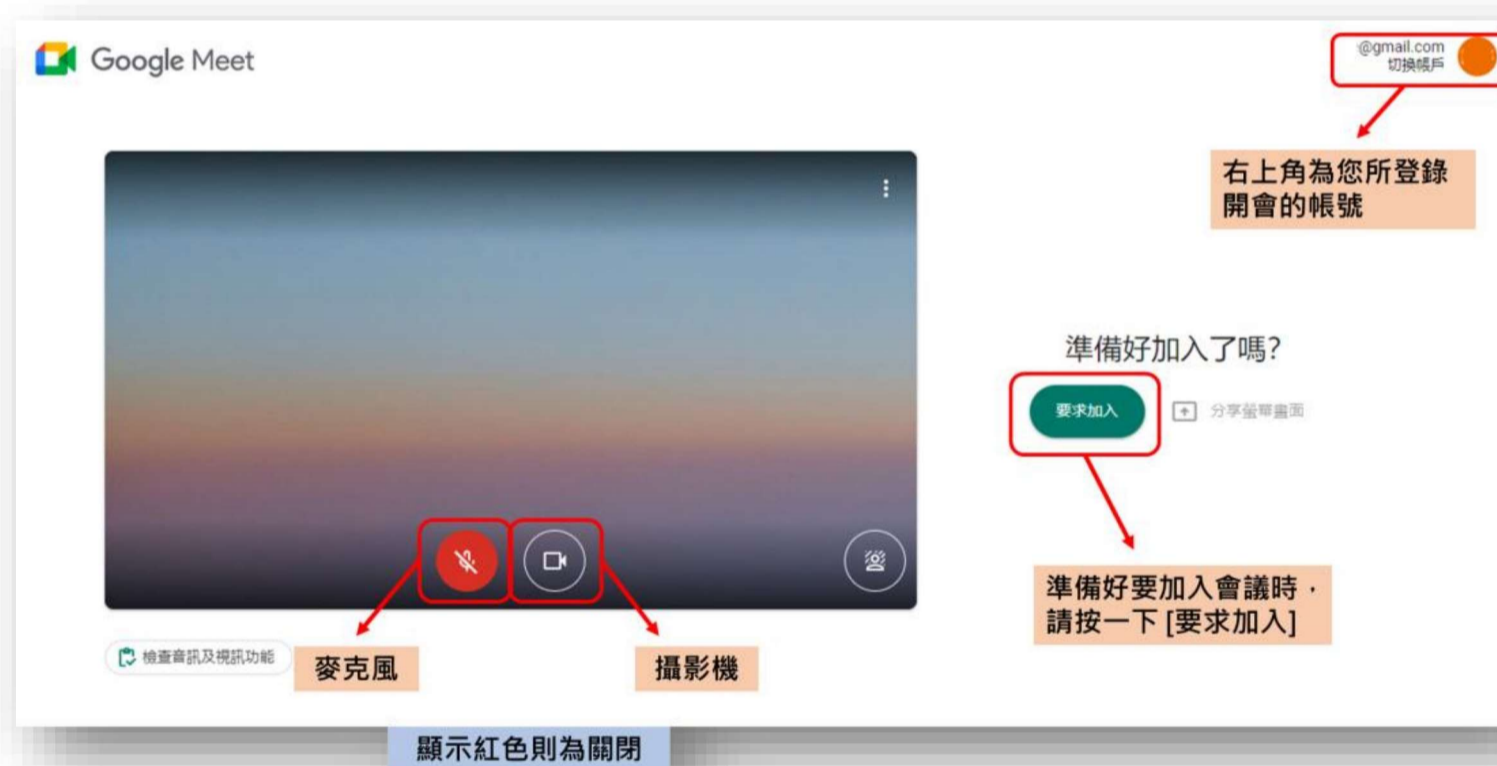 Google Meet
@gmail.com
切換帳戶
右上角為您所登錄
開會的帳號
準備好加入了嗎?
要求加入
分享螢幕畫面
準備好要加入會議時，
請按一下 [要求加入]
檢查音訊及視訊功能
麥克風
攝影機
顯示紅色則為關閉